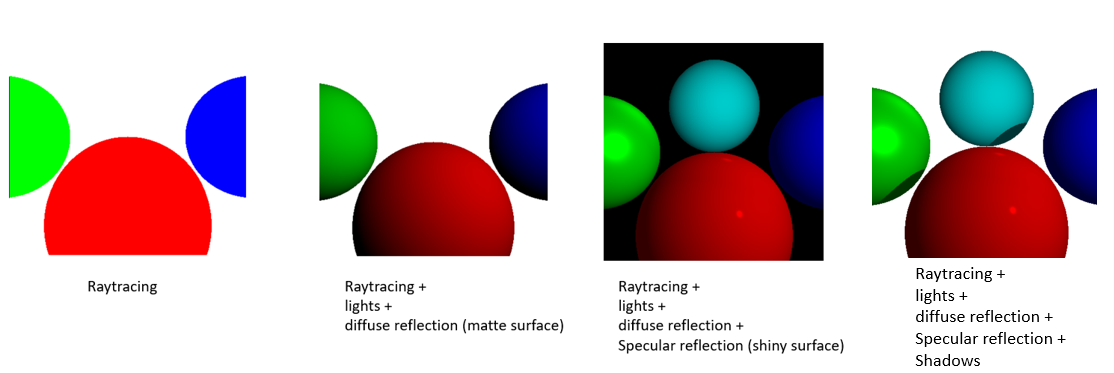 Raytracing
Raytracing +
lights +
diffuse reflection (matte surface)
Raytracing +
lights +
diffuse reflection +
Specular reflection (shiny surface)
Raytracing +
lights +
diffuse reflection +
Specular reflection +
Shadows